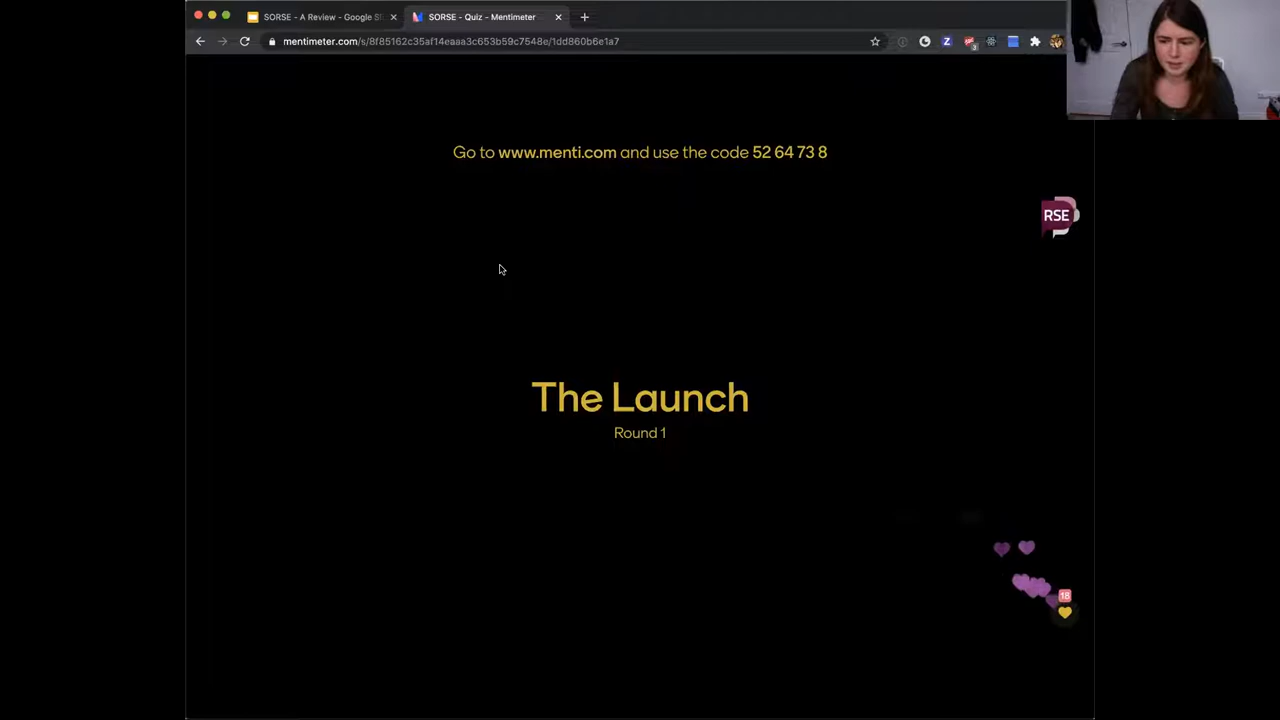 SORSE - A Review - Google Sl
SORSE - Quiz - Mentimeter
mentimeter.com/s/8f85162c35af14eaaa3c653b59c7548e/1dd860b6e1a7
Go to www.menti.com and use the code 52 64 73 8
RSE
The Launch
Round 1
18